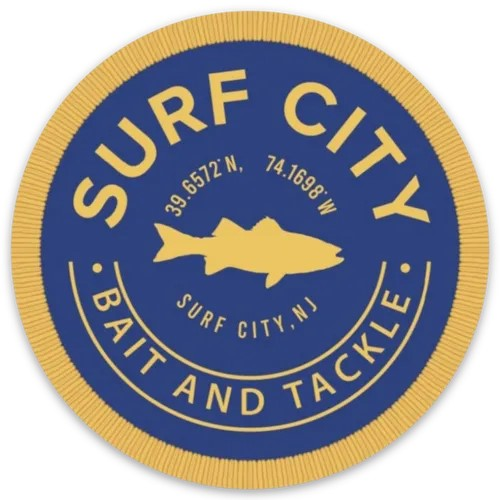 SURF CITY
39.6572°N, 74.1698°W
SURF CITY, NJ
• BAIT AND TACKLE •